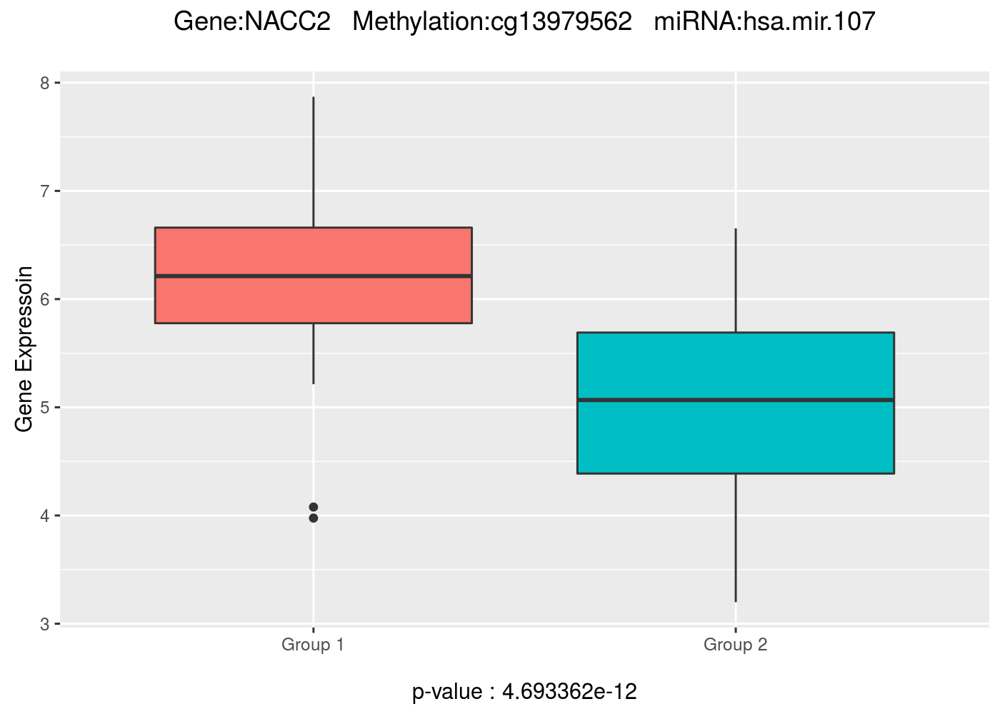 Gene:NACC2   Methylation:cg13979562   miRNA:hsa.mir.107
8
7
6
5
4
3
Gene Expressoin
Group 1
Group 2
p-value : 4.693362e-12